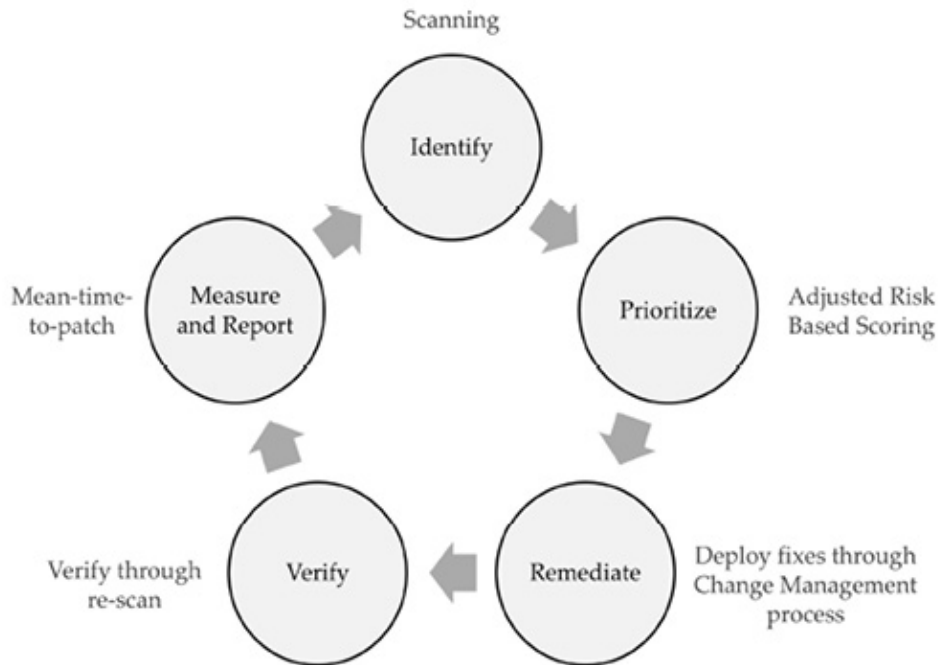 Scanning
Identify
Mean-time-
to-patch
Measure
and Report
Prioritize
Adjusted Risk
Based Scoring
Verify through
re-scan
Verify
Remediate
Deploy fixes through
Change Management
process